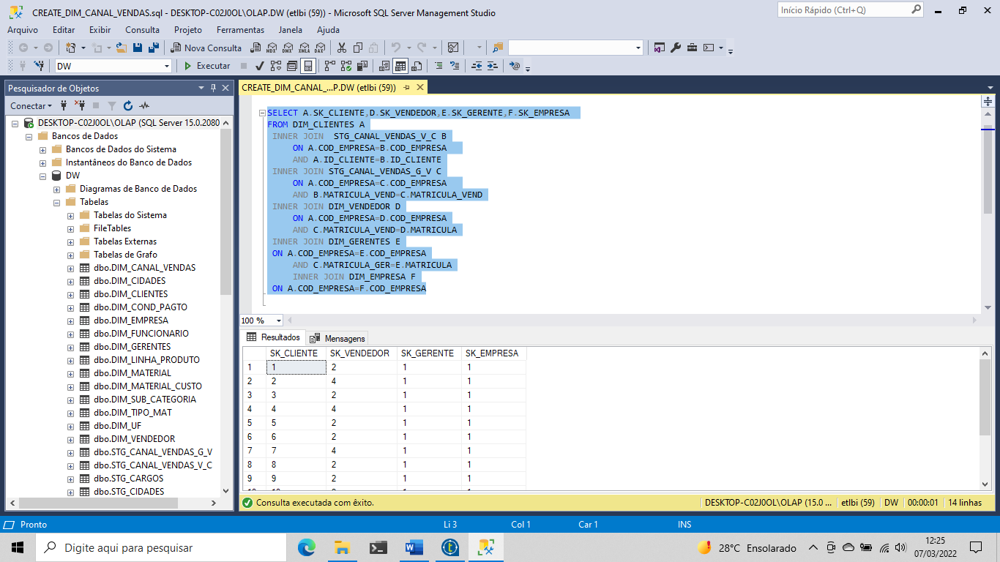 CREATE_DIM_CANAL_VENDAS.sql - DESKTOP-C02J0OL\OLAP.DW (etlbi (59)) - Microsoft SQL Server Management Studio
Início Rápido (Ctrl+Q)
Arquivo Editar Exibir Consulta Projeto Ferramentas Janela Ajuda
Nova Consulta
MDX DMX XMLA DAX
DW
Executar
Pesquisador de Objetos
CREATE_DIM_CANAL_...P.DW (etlbi (59))
Conectar
DESKTOP-C02J0OL\OLAP (SQL Server 15.0.2080
Bancos de Dados
Bancos de Dados do Sistema
Instantâneos do Banco de Dados
DW
Diagramas de Banco de Dados
Tabelas
Tabelas do Sistema
FileTables
Tabelas Externas
Tabelas de Grafo
dbo.DIM_CANAL_VENDAS
dbo.DIM_CIDADES
dbo.DIM_CLIENTES
dbo.DIM_COND_PAGTO
dbo.DIM_EMPRESA
dbo.DIM_FUNCIONARIO
dbo.DIM_GERENTES
dbo.DIM_LINHA_PRODUTO
dbo.DIM_MATERIAL
dbo.DIM_MATERIAL_CUSTO
dbo.DIM_SUB_CATEGORIA
dbo.DIM_TIPO_MAT
dbo.DIM_UF
dbo.DIM_VENDEDOR
dbo.STG_CANAL_VENDAS_G_V
dbo.STG_CANAL_VENDAS_V_C
dbo.STG_CARGOS
dbo.STG_CIDADES
SELECT A.SK_CLIENTE,D.SK_VENDEDOR,E.SK_GERENTE,F.SK_EMPRESA
FROM DIM_CLIENTES A
INNER JOIN STG_CANAL_VENDAS_V_C B
ON A.COD_EMPRESA=B.COD_EMPRESA
AND A.ID_CLIENTE=B.ID_CLIENTE
INNER JOIN STG_CANAL_VENDAS_G_V C
ON A.COD_EMPRESA=C.COD_EMPRESA
AND B.MATRICULA_VEND=C.MATRICULA_VEND
INNER JOIN DIM_VENDEDOR D
ON A.COD_EMPRESA=D.COD_EMPRESA
AND C.MATRICULA_VEND=D.MATRICULA
INNER JOIN DIM_GERENTES E
ON A.COD_EMPRESA=E.COD_EMPRESA
AND C.MATRICULA_GER=E.MATRICULA
INNER JOIN DIM_EMPRESA F
ON A.COD_EMPRESA=F.COD_EMPRESA
100 %
Resultados Mensagens
SK_CLIENTE SK_VENDEDOR SK_GERENTE SK_EMPRESA
1 1 2 1 1
2 2 4 1 1
3 3 2 1 1
4 4 4 1 1
5 5 2 1 1
6 6 2 1 1
7 7 4 1 1
8 8 2 1 1
9 9 2 1 1
Consulta executada com êxito. DESKTOP-C02J0OL\OLAP (15.0 ... etlbi (59) DW 00:00:01 14 linhas
Pronto Li 3 Col 1 Car 1 INS
Digite aqui para pesquisar
28°C Ensolarado
12:25
07/03/2022